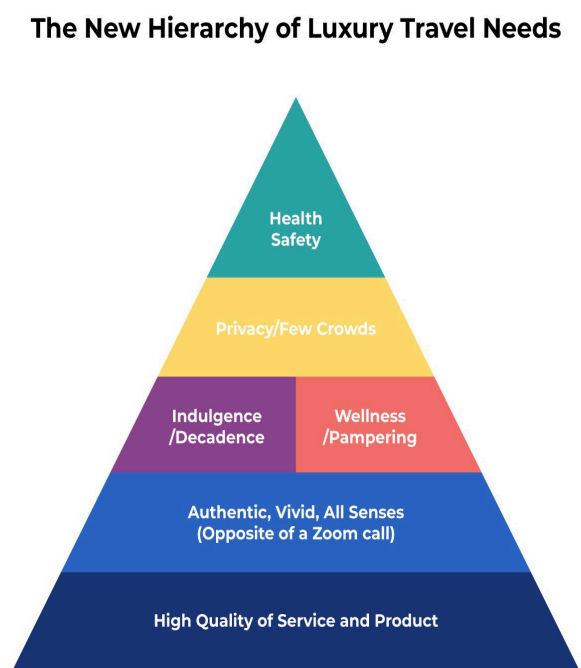 The New Hierarchy of Luxury Travel Needs
Health
Safety
Privacy/Few Crowds
Indulgence
/Decadence
Wellness
/Pampering
Authentic, Vivid, All Senses
(Opposite of a Zoom call)
High Quality of Service and Product